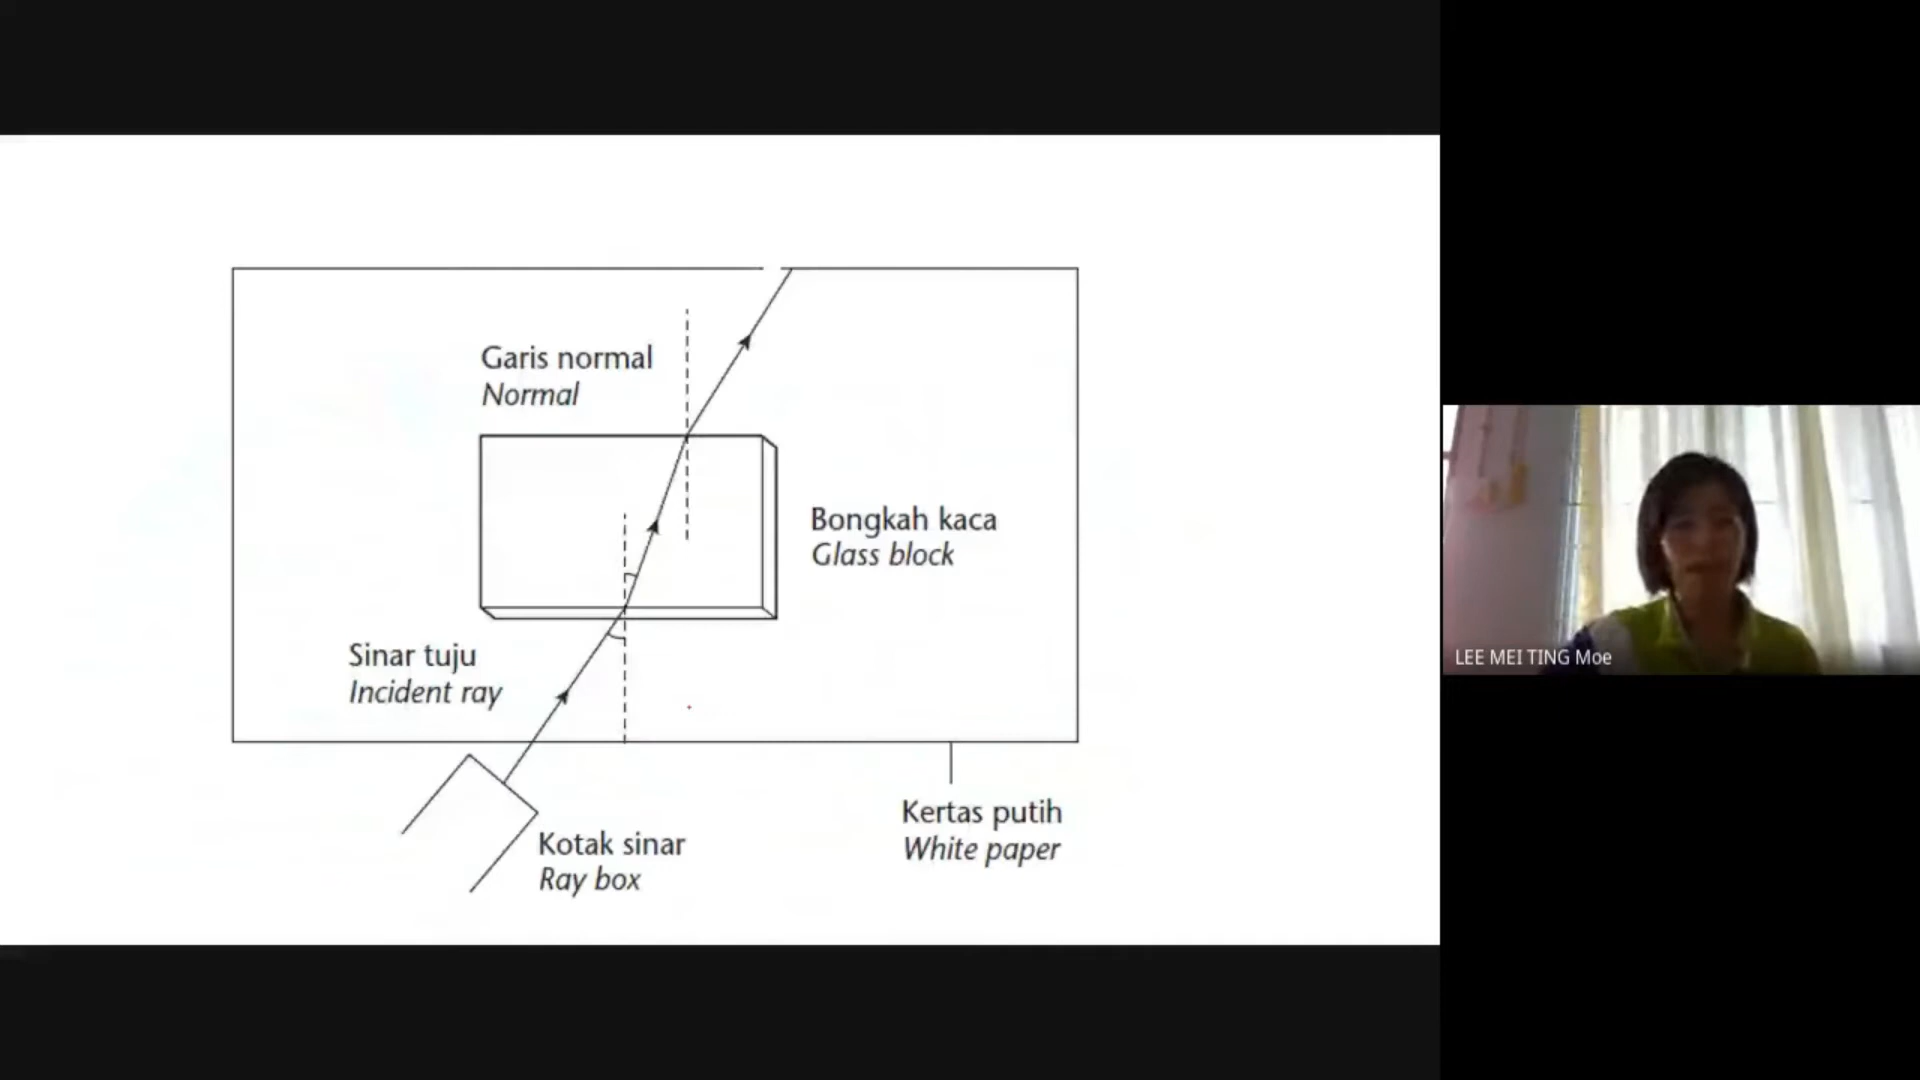 Garis normal
Normal
Bongkah kaca
Glass block
Sinar tuju
Incident ray
Kotak sinar
Ray box
Kertas putih
White paper
LEE MEI TING Moe